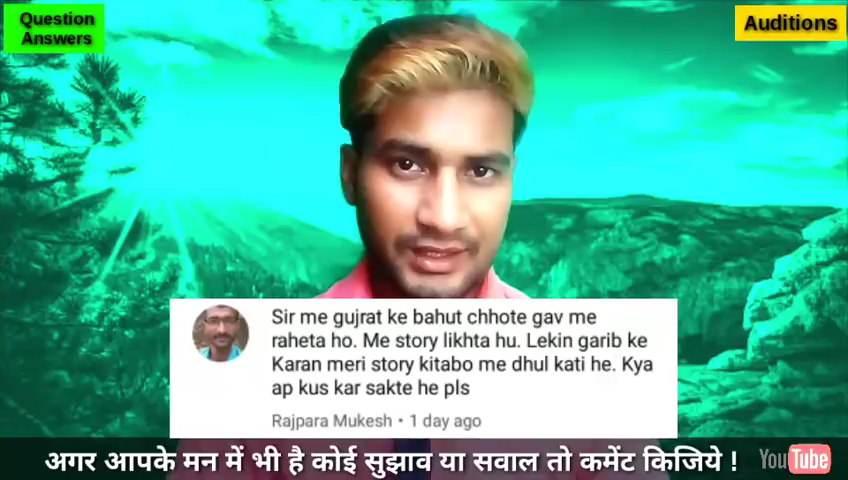 Question
Answers
Auditions
Sir me gujrat ke bahut chhote gav me
raheta ho. Me story likhta hu. Lekin garib ke
Karan meri story kitabo me dhul kati he. Kya
ap kus kar sakte he pls
Rajpara Mukesh • 1 day ago
अगर आपके मन में भी है कोई सुझाव या सवाल तो कमेंट किजिये !
YouTube